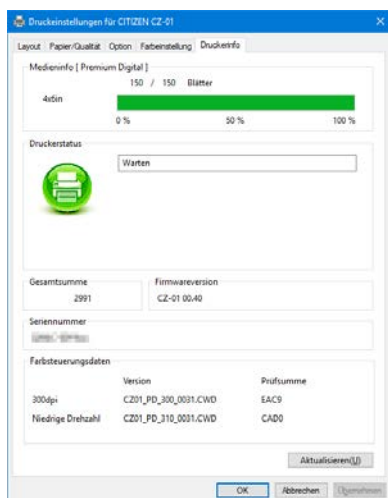 Druckeinstellungen für CITIZEN CZ-01
Layout Papier/Qualität Option Farbeinstellung Druckerinfo
Medieninfo [ Premium Digital ]
150 / 150 Blätter
4x6in
0 % 50 % 100 %
Druckerstatus
Warten
Gesamtsumme Firmwareversion
2991 CZ-01 00.40
Seriennummer
Farbsteuerungsdaten
Version Prüfsumme
300dpi CZ01_PD_300_0031.CWD EAC9
Niedrige Drehzahl CZ01_PD_310_0031.CWD CAD0
Aktualisieren(U)
OK Abbrechen Übernehmen